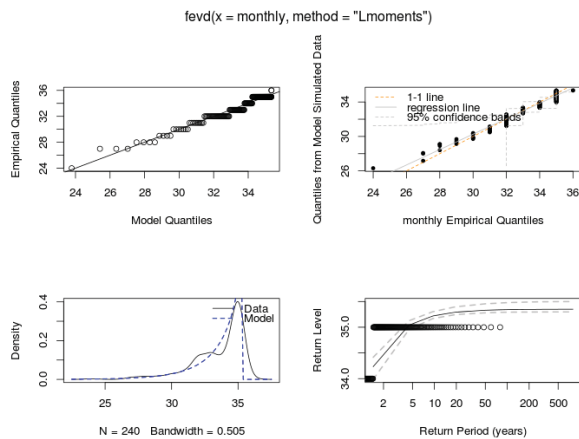 fevd(x = monthly, method = "Lmoments")
Empirical Quantiles
36
32
28
24
24 26 28 30 32 34
Model Quantiles
Quantiles from Model Simulated Data
34
30
26
1-1 line
regression line
95% confidence bands
24 26 28 30 32 34 36
monthly Empirical Quantiles
Density
0.4
0.2
0.0
Data
Model
25 30 35
N = 240 Bandwidth = 0.505
Return Level
35.0
34.0
2 5 10 20 50 100 500
Return Period (years)